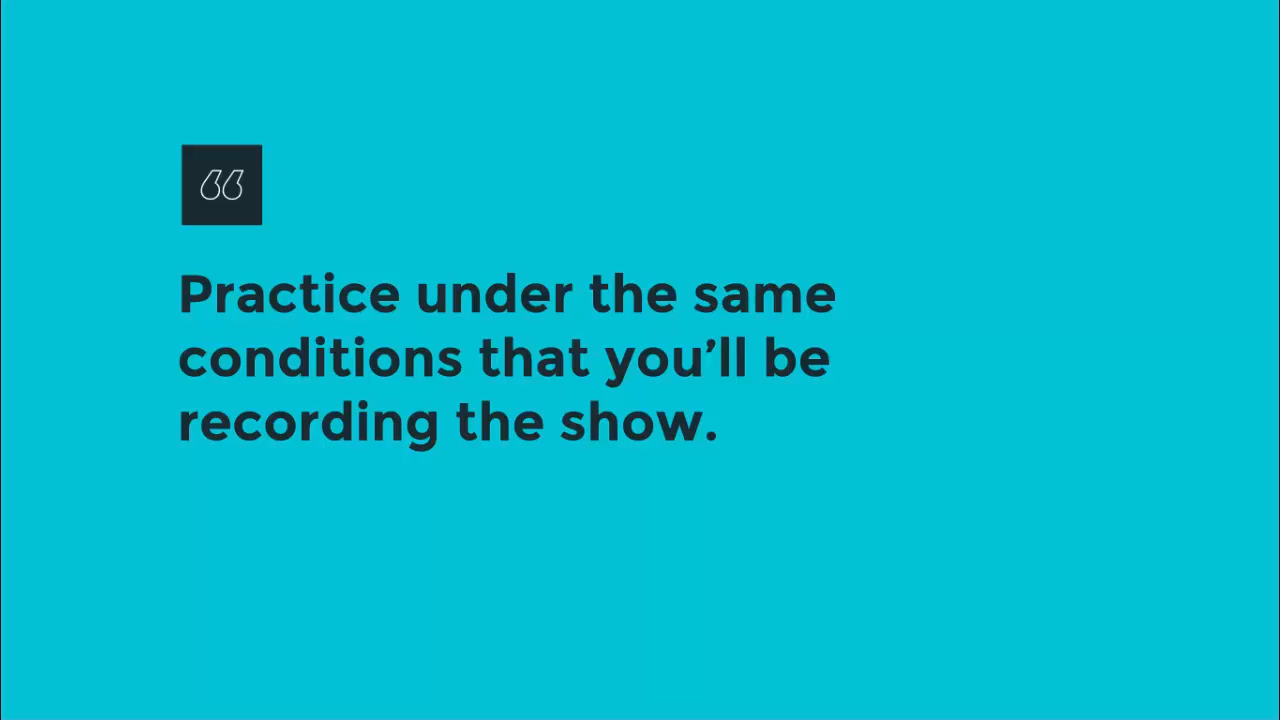 “
Practice under the same
conditions that you’ll be
recording the show.